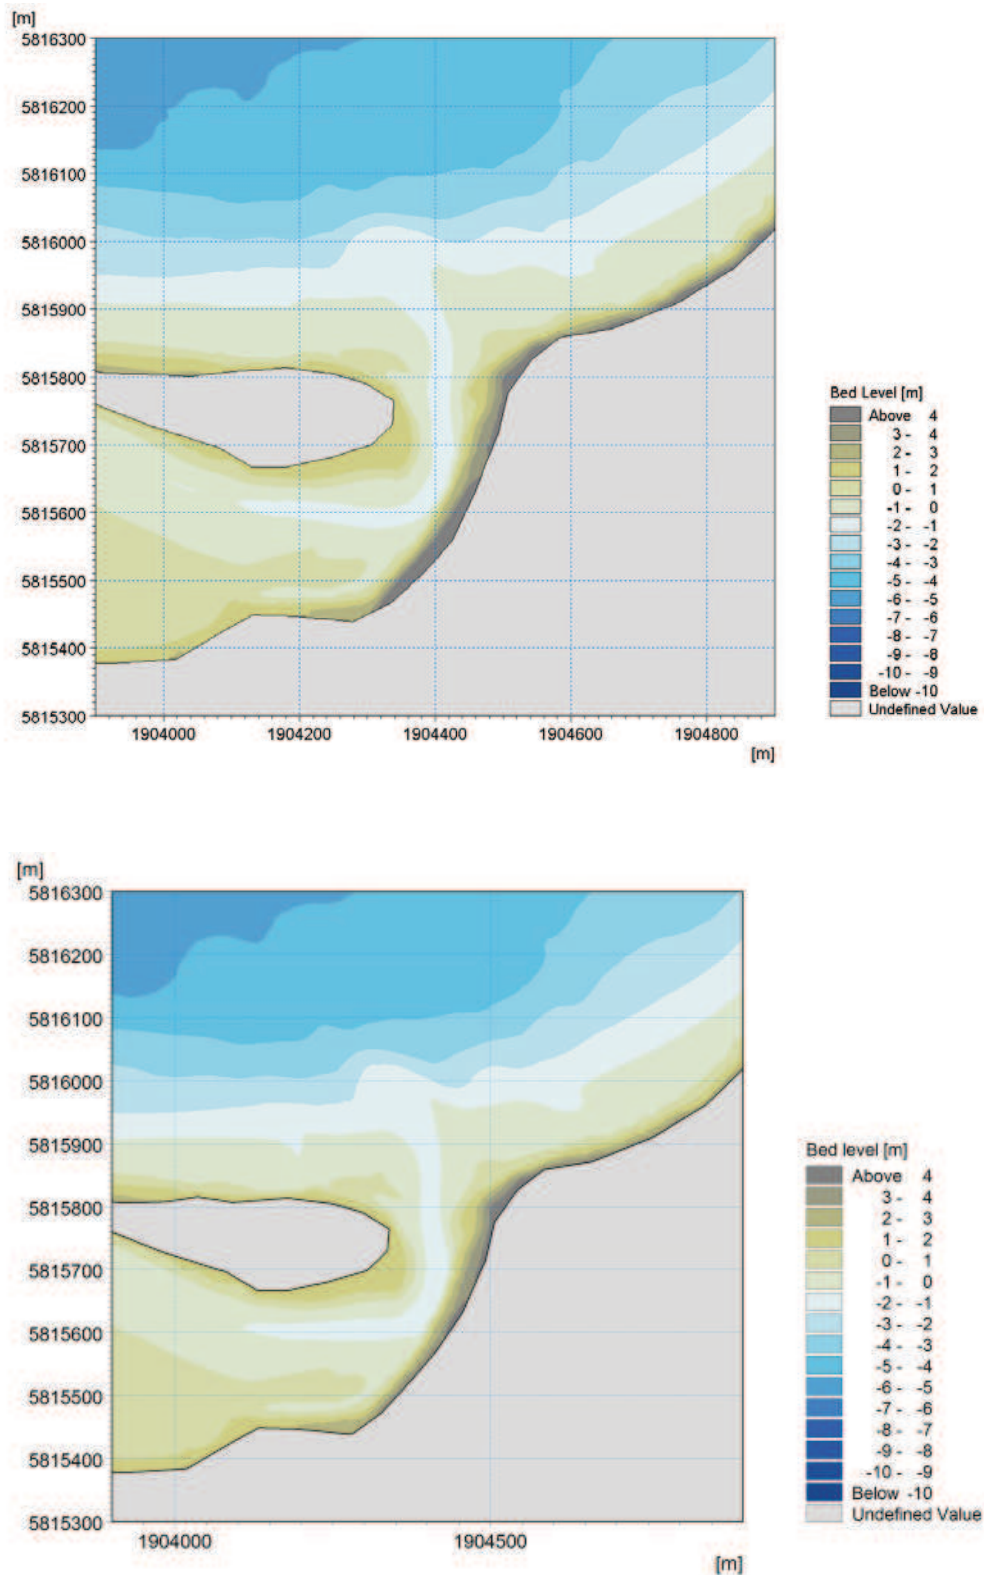 [m]
5816300
5816200
5816100
5816000
5815900
5815800
5815700
5815600
5815500
5815400
5815300
1904000 1904200 1904400 1904600 1904800
[m]
Bed Level [m]
Above 4
3 - 4
2 - 3
1 - 2
0 - 1
-1 - 0
-2 - -1
-3 - -2
-4 - -3
-5 - -4
-6 - -5
-7 - -6
-8 - -7
-9 - -8
-10 - -9
Below -10
Undefined Value
[m]
5816300
5816200
5816100
5816000
5815900
5815800
5815700
5815600
5815500
5815400
5815300
1904000 1904500
[m]
Bed level [m]
Above 4
3 - 4
2 - 3
1 - 2
0 - 1
-1 - 0
-2 - -1
-3 - -2
-4 - -3
-5 - -4
-6 - -5
-7 - -6
-8 - -7
-9 - -8
-10 - -9
Below -10
Undefined Value